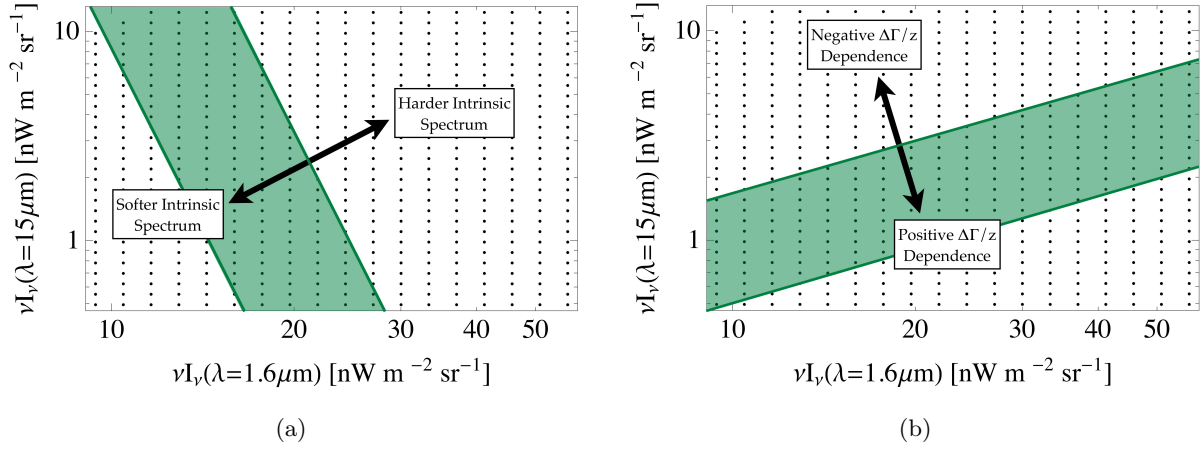 νIν(λ=15μm) [nW m −2 sr−1]
10
1
Harder Intrinsic
Spectrum
Softer Intrinsic
Spectrum
10 20 30 40 50
νIν(λ=1.6μm) [nW m −2 sr−1]
(a)
νIν(λ=15μm) [nW m −2 sr−1]
10
1
Negative ΔΓ/z
Dependence
Positive ΔΓ/z
Dependence
10 20 30 40 50
νIν(λ=1.6μm) [nW m −2 sr−1]
(b)